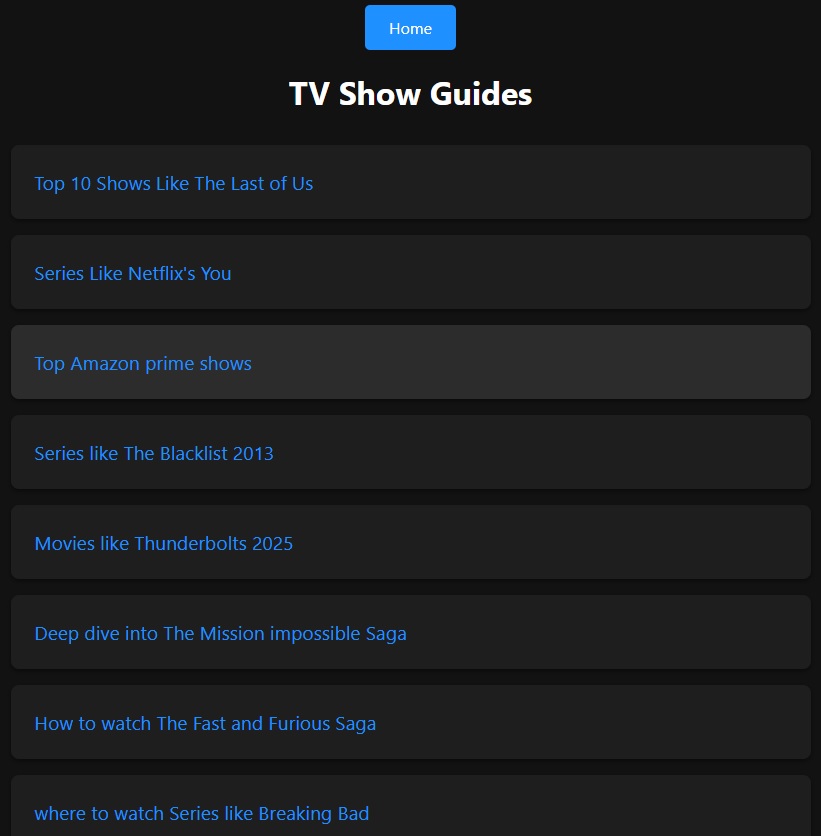 Home
TV Show Guides
Top 10 Shows Like The Last of Us
Series Like Netflix's You
Top Amazon prime shows
Series like The Blacklist 2013
Movies like Thunderbolts 2025
Deep dive into The Mission impossible Saga
How to watch The Fast and Furious Saga
where to watch Series like Breaking Bad